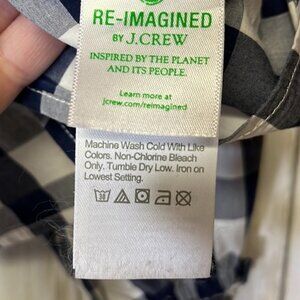 RE-IMAGINED
BY J.CREW
INSPIRED BY THE PLANET
AND ITS PEOPLE.
Learn more at
jcrew.com/reimagined
Machine Wash Cold With Like
Colors. Non-Chlorine Bleach
Only. Tumble Dry Low. Iron on
Lowest Setting.